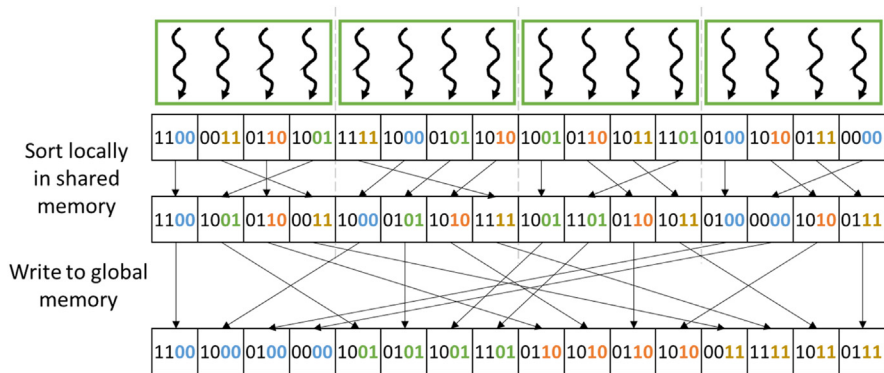 1100 0011 0110 1001 1111 1000 0101 1010 1001 0110 1011 1101 0100 1010 0111 0000
Sort locally
in shared
memory
1100 1001 0110 0011 1000 0101 1010 1111 1001 1101 0110 1011 0100 0000 1010 0111
Write to global
memory
1100 1000 0100 0000 1001 0101 1001 1101 0110 1010 0110 1010 0011 1111 1011 0111